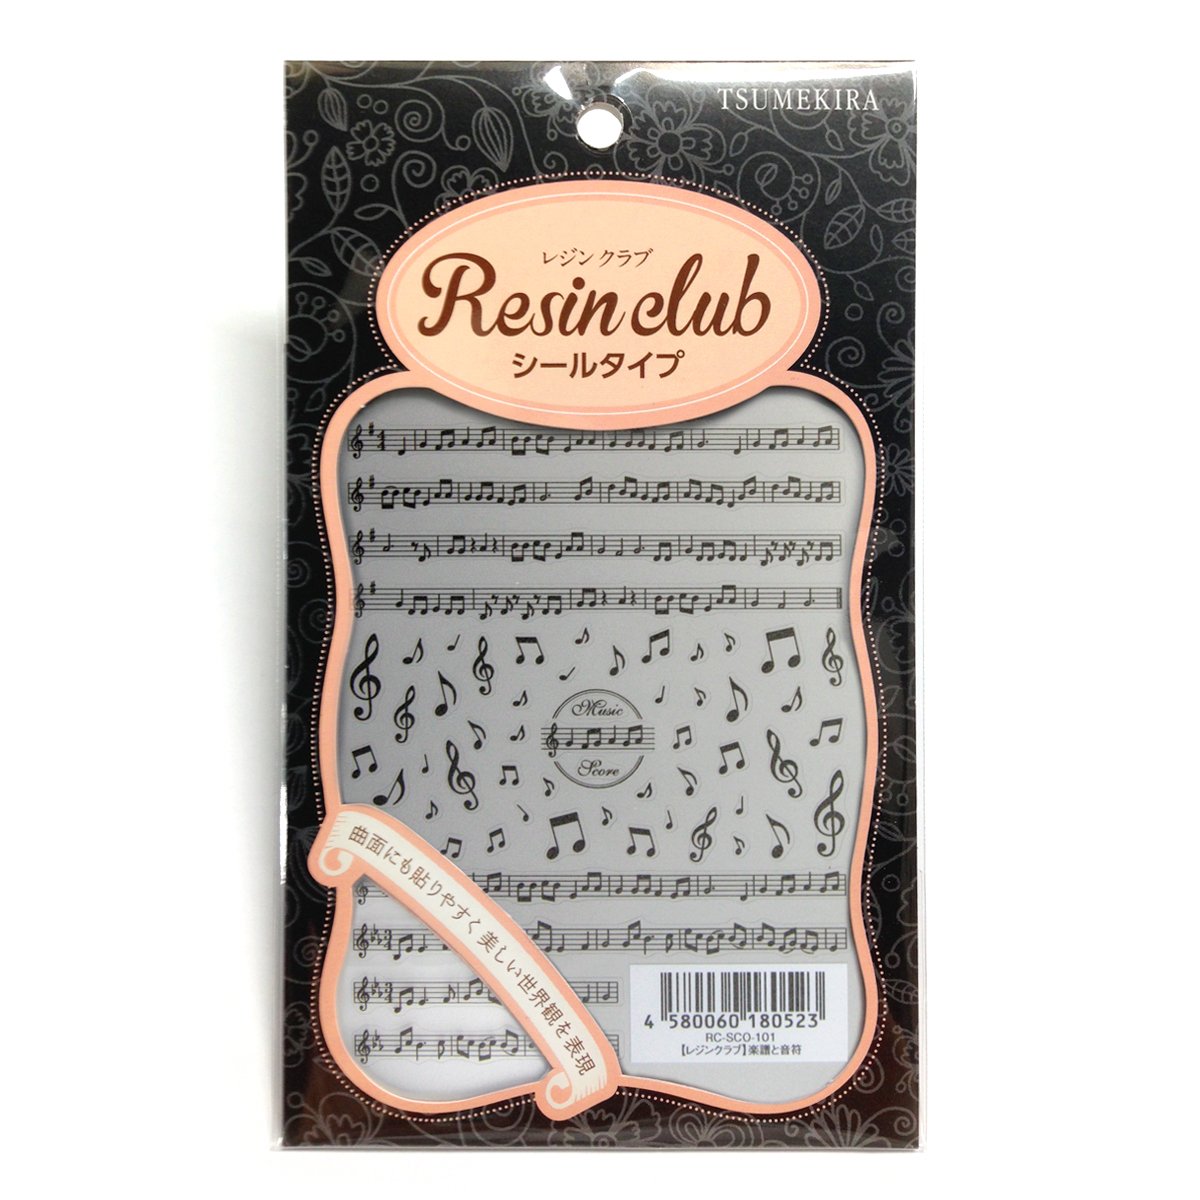 TSUMEKIRA
レジンクラブ
Resin club
シールタイプ
Music
Score
曲面にも貼りやすく美しい世界観を表現
4 580060 180523
RC-SCO-101
【レジンクラブ】楽譜と音符